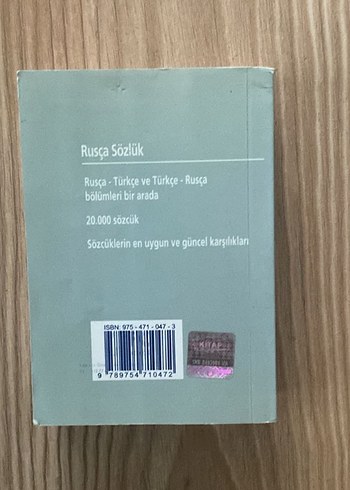 Rusça Sözlük
Rusça - Türkçe ve Türkçe - Rusça
bölümleri bir arada
20.000 sözcük
Sözcüklerin en uygun ve güncel karşılıkları
ISBN: 975 - 471 - 047 - 3
9 789754 710472